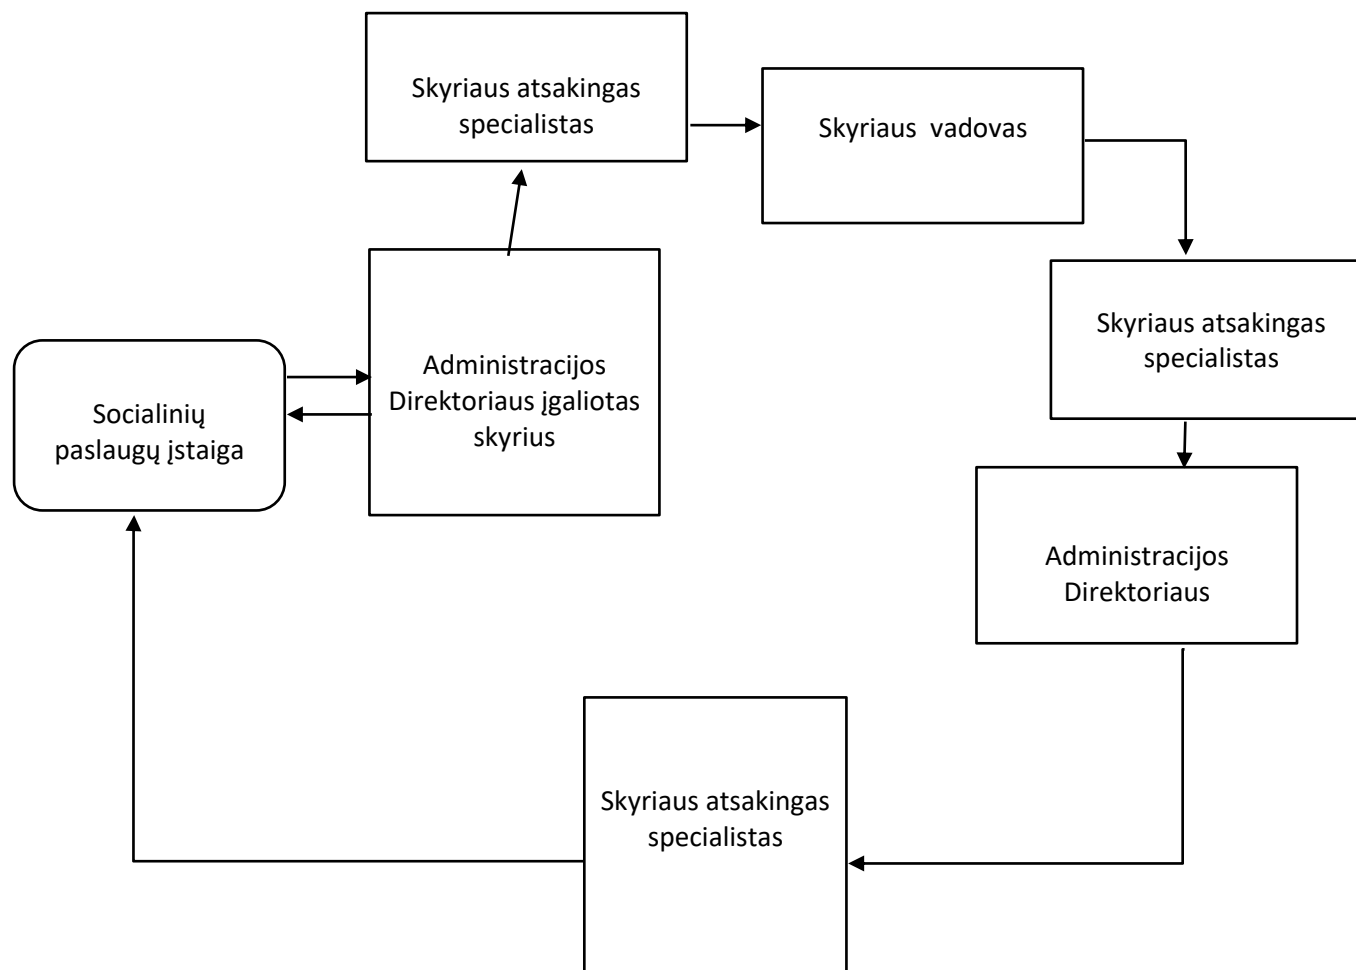 Skyriaus atsakingas
specialistas
Skyriaus vadovas
Skyriaus atsakingas
specialistas
Administracijos
Direktoriaus įgaliotas
skyrius
Socialinių
paslaugų įstaiga
Administracijos
Direktoriaus
Skyriaus atsakingas
specialistas